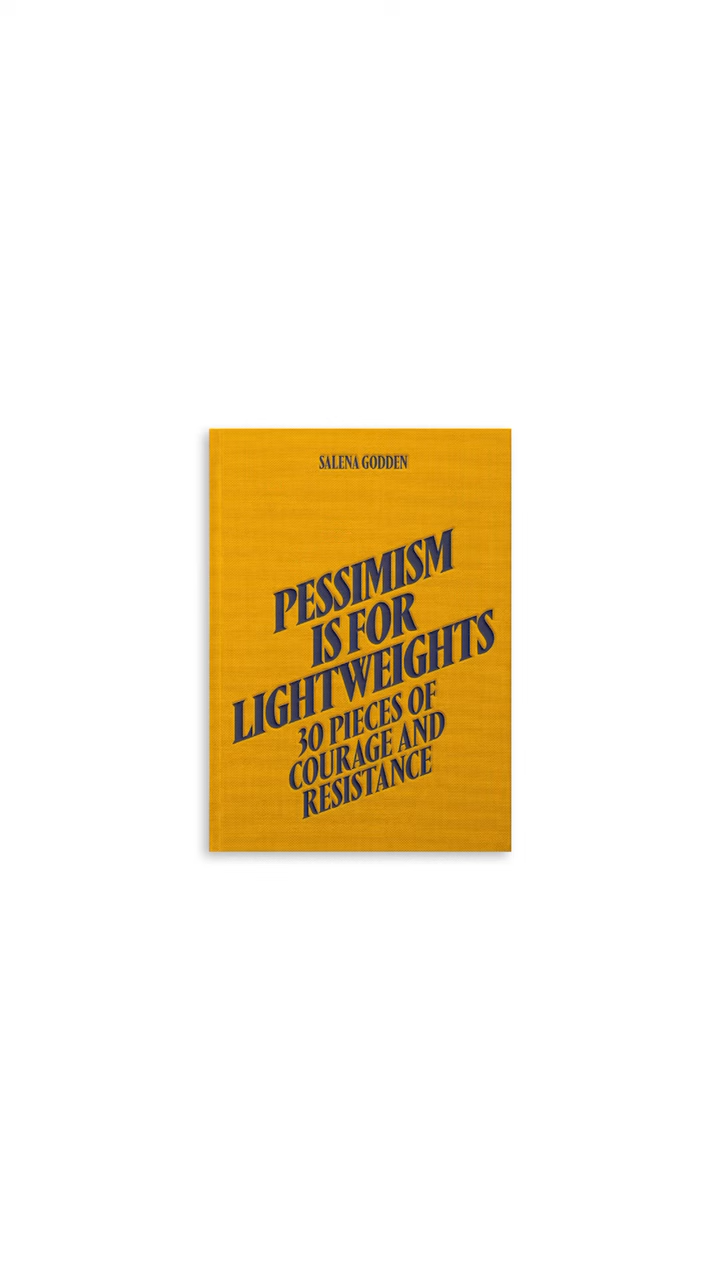 SALENA GODDEN
PESSIMISM
IS FOR
LIGHTWEIGHTS
30 PIECES OF
COURAGE AND
RESISTANCE